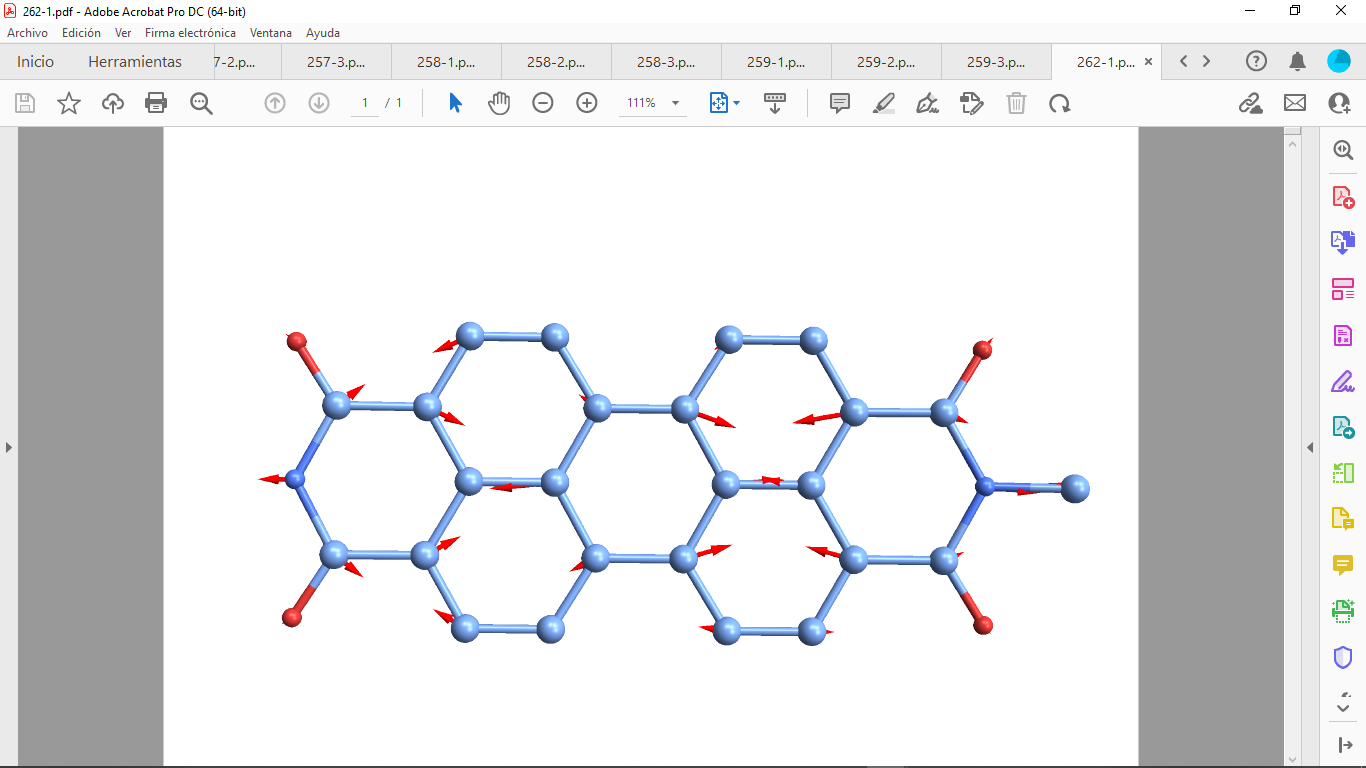 262-1.pdf - Adobe Acrobat Pro DC (64-bit)
Archivo Edición Ver Firma electrónica Ventana Ayuda
Inicio Herramientas 7-2.p... 257-3.p... 258-1.p... 258-2.p... 258-3.p... 259-1.p... 259-2.p... 259-3.p... 262-1.p...
1 / 1 111%